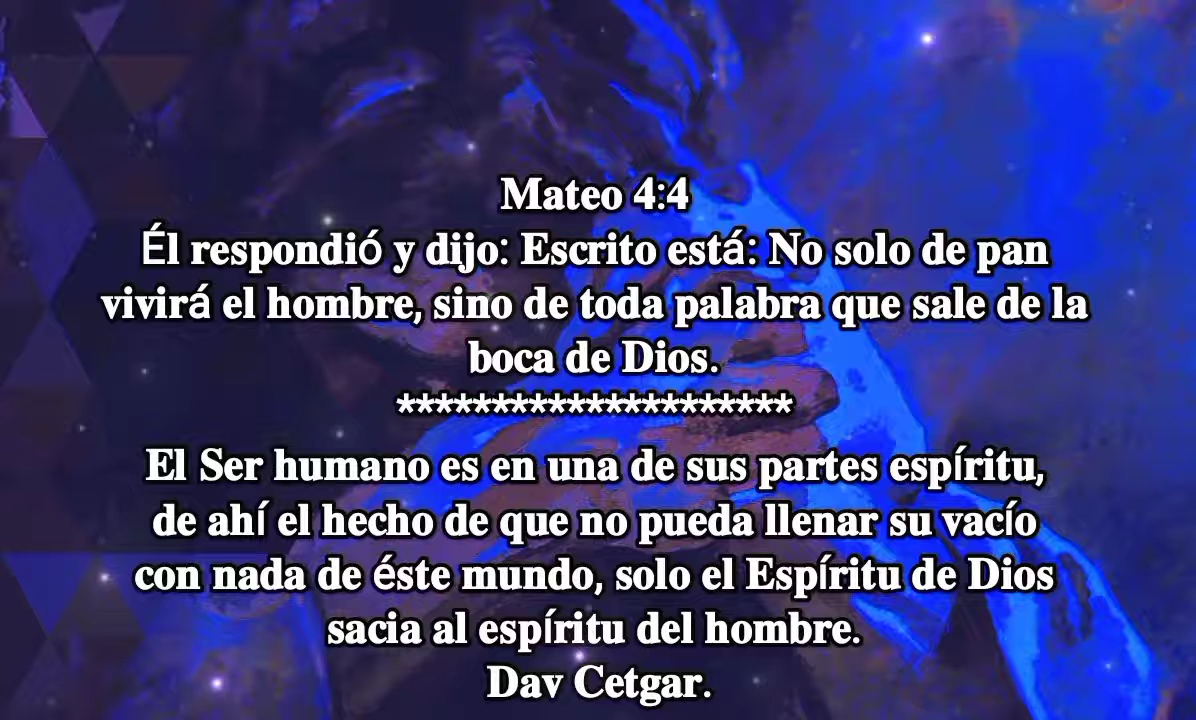 Mateo 4:4
Él respondió y dijo: Escrito está: No solo de pan
vivirá el hombre, sino de toda palabra que sale de la
boca de Dios.
*********************
El Ser humano es en una de sus partes espíritu,
de ahí el hecho de que no pueda llenar su vacío
con nada de éste mundo, solo el Espíritu de Dios
sacia al espíritu del hombre.
Dav Cetgar.